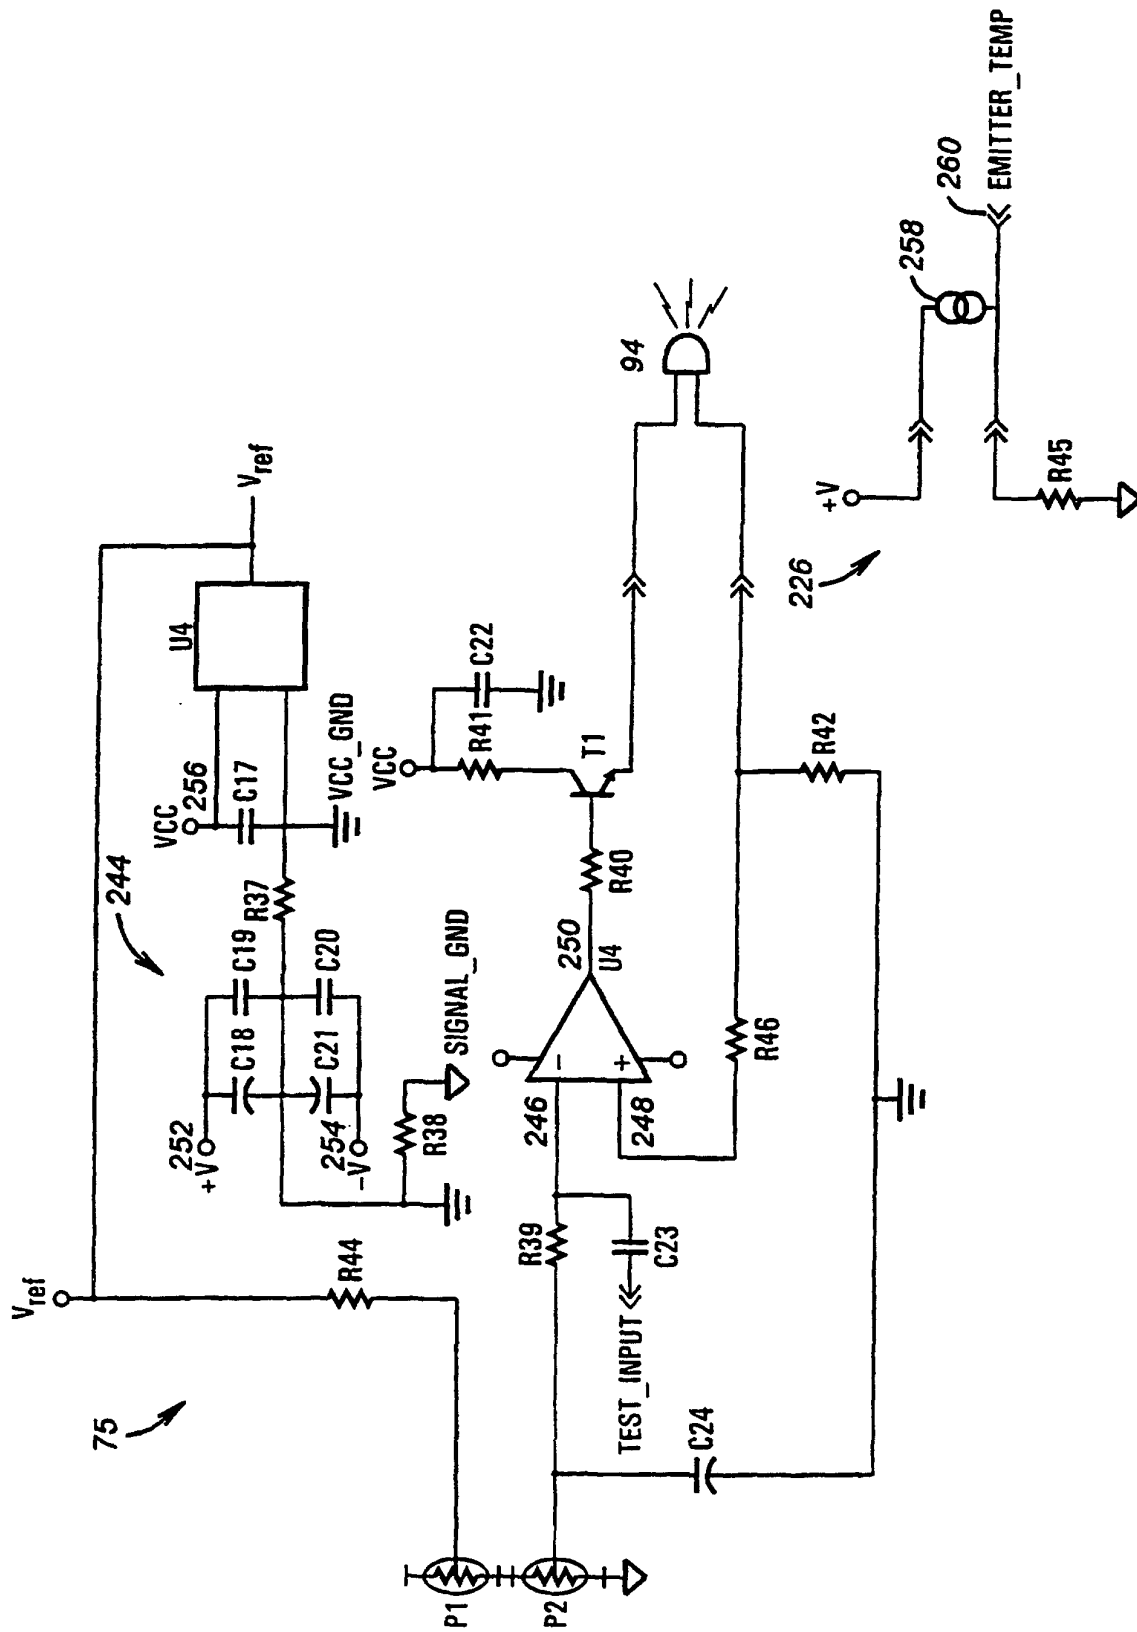 75
Vref
R44
244
252
+V
C18
C19
254
-V
C21
C20
R37
VCC
256
C17
VCC_GND
U4
Vref
R38
SIGNAL_GND
VCC
R41
C22
T1
P1
P2
R39
TEST_INPUT
C23
C24
246
248
-
+
250
U4
R40
R46
R42
94
226
+V
R45
258
260
EMITTER_TEMP